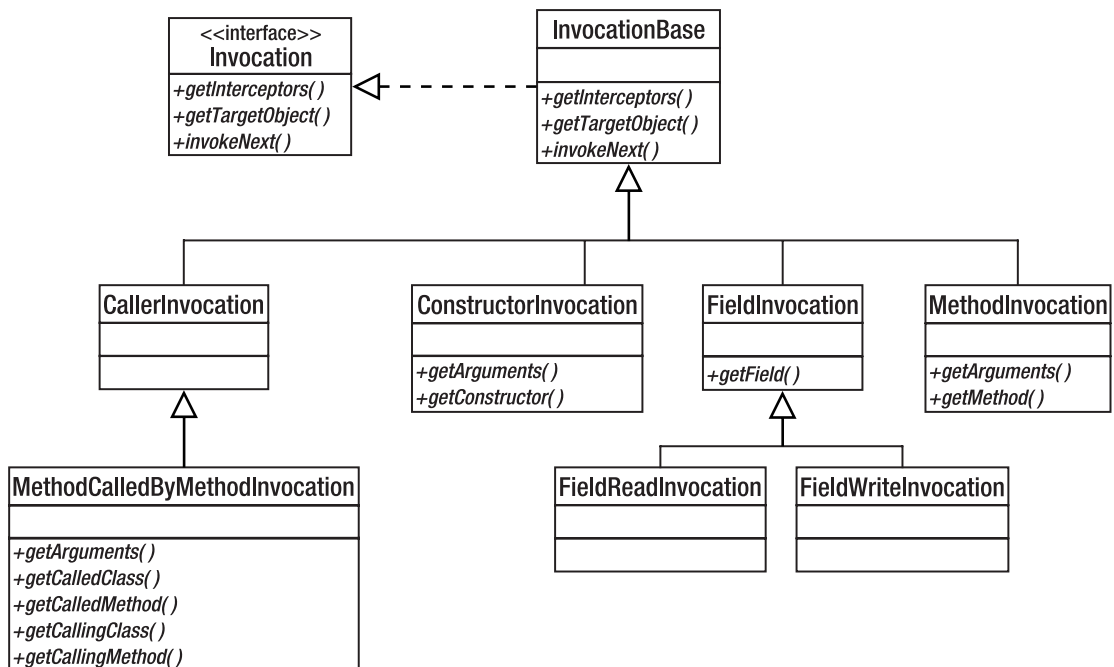 <<interface>>
Invocation
+getInterceptors( )
+getTargetObject( )
+invokeNext( )
InvocationBase
+getInterceptors( )
+getTargetObject( )
+invokeNext( )
CallerInvocation
ConstructorInvocation
+getArguments( )
+getConstructor( )
FieldInvocation
+getField( )
MethodInvocation
+getArguments( )
+getMethod( )
MethodCalledByMethodInvocation
+getArguments( )
+getCalledClass( )
+getCalledMethod( )
+getCallingClass( )
+getCallingMethod( )
FieldReadInvocation
FieldWriteInvocation